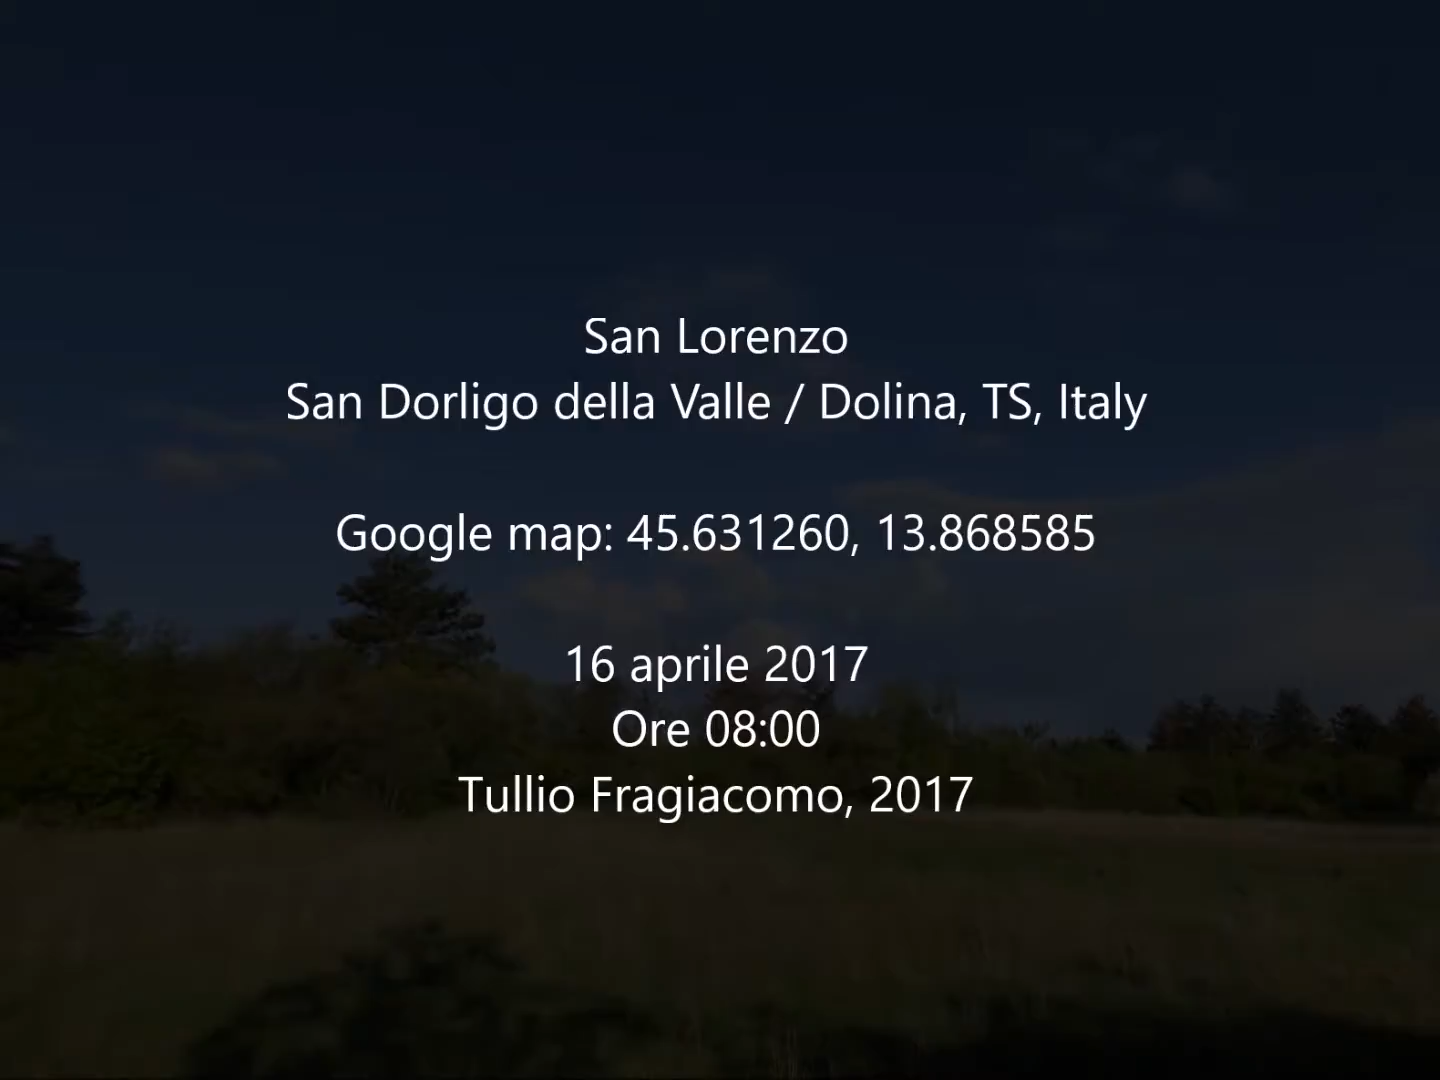 San Lorenzo
San Dorligo della Valle / Dolina, TS, Italy
Google map: 45.631260, 13.868585
16 aprile 2017
Ore 08:00
Tullio Fragiacomo, 2017